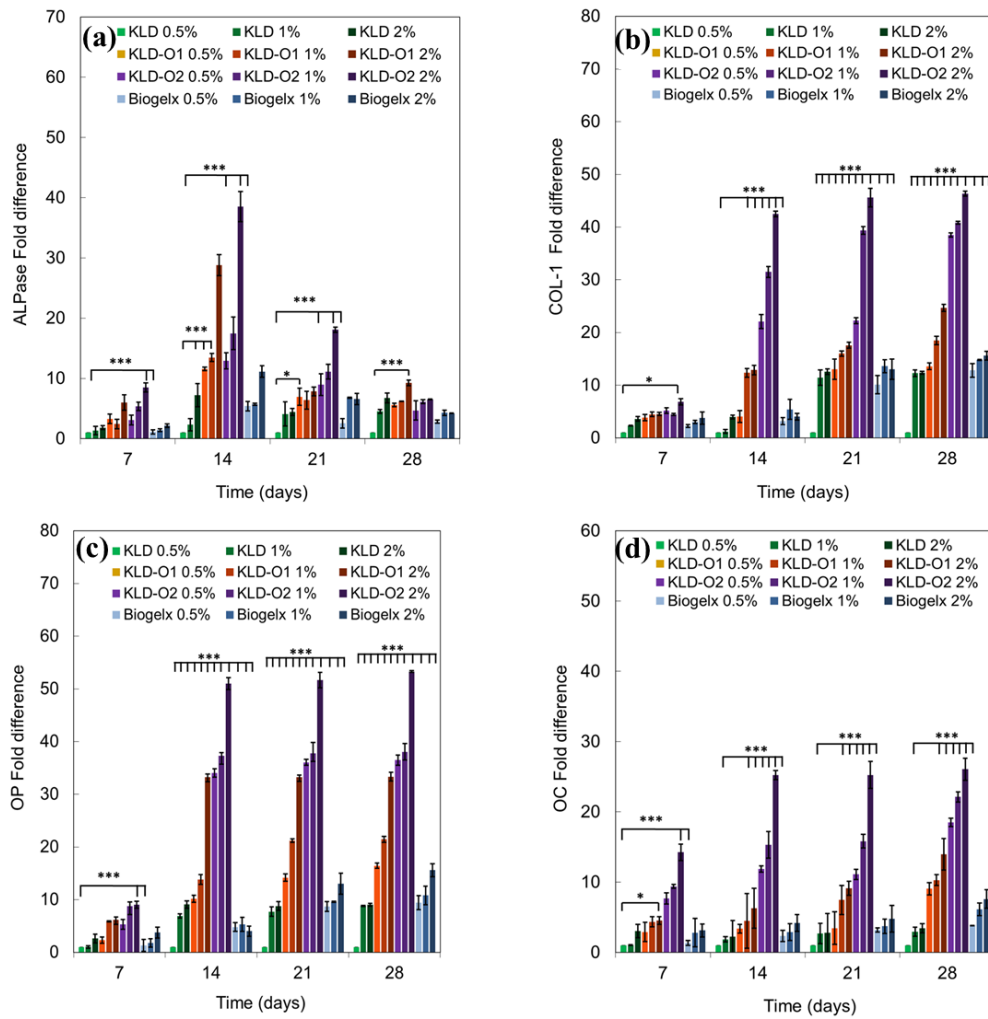 (a)
KLD 0.5% KLD 1% KLD 2%
KLD-O1 0.5% KLD-O1 1% KLD-O1 2%
KLD-O2 0.5% KLD-O2 1% KLD-O2 2%
Biogelx 0.5% Biogelx 1% Biogelx 2%
ALPase Fold difference
70
60
50
40
30
20
10
0
***
***
***
***
*
***
7 14 21 28
Time (days)
(b)
KLD 0.5% KLD 1% KLD 2%
KLD-O1 0.5% KLD-O1 1% KLD-O1 2%
KLD-O2 0.5% KLD-O2 1% KLD-O2 2%
Biogelx 0.5% Biogelx 1% Biogelx 2%
COL-1 Fold difference
80
70
60
50
40
30
20
10
0
*
***
***
***
7 14 21 28
Time (days)
(c)
KLD 0.5% KLD 1% KLD 2%
KLD-O1 0.5% KLD-O1 1% KLD-O1 2%
KLD-O2 0.5% KLD-O2 1% KLD-O2 2%
Biogelx 0.5% Biogelx 1% Biogelx 2%
OP Fold difference
80
70
60
50
40
30
20
10
0
***
***
***
***
7 14 21 28
Time (days)
(d)
KLD 0.5% KLD 1% KLD 2%
KLD-O1 0.5% KLD-O1 1% KLD-O1 2%
KLD-O2 0.5% KLD-O2 1% KLD-O2 2%
Biogelx 0.5% Biogelx 1% Biogelx 2%
OC Fold difference
60
50
40
30
20
10
0
***
*
***
***
***
7 14 21 28
Time (days)